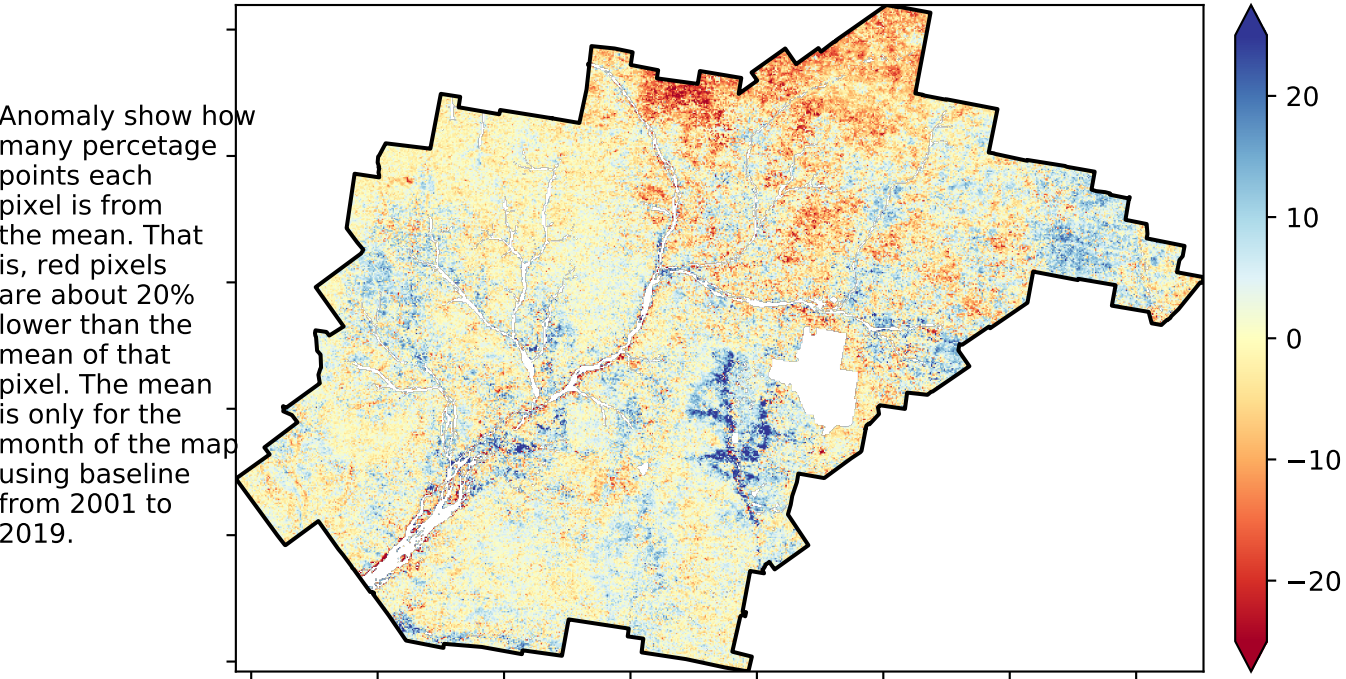 Anomaly show how
many percetage
points each
pixel is from
the mean. That
is, red pixels
are about 20%
lower than the
mean of that
pixel. The mean
is only for the
month of the map
using baseline
from 2001 to
2019.
20
10
0
−10
−20